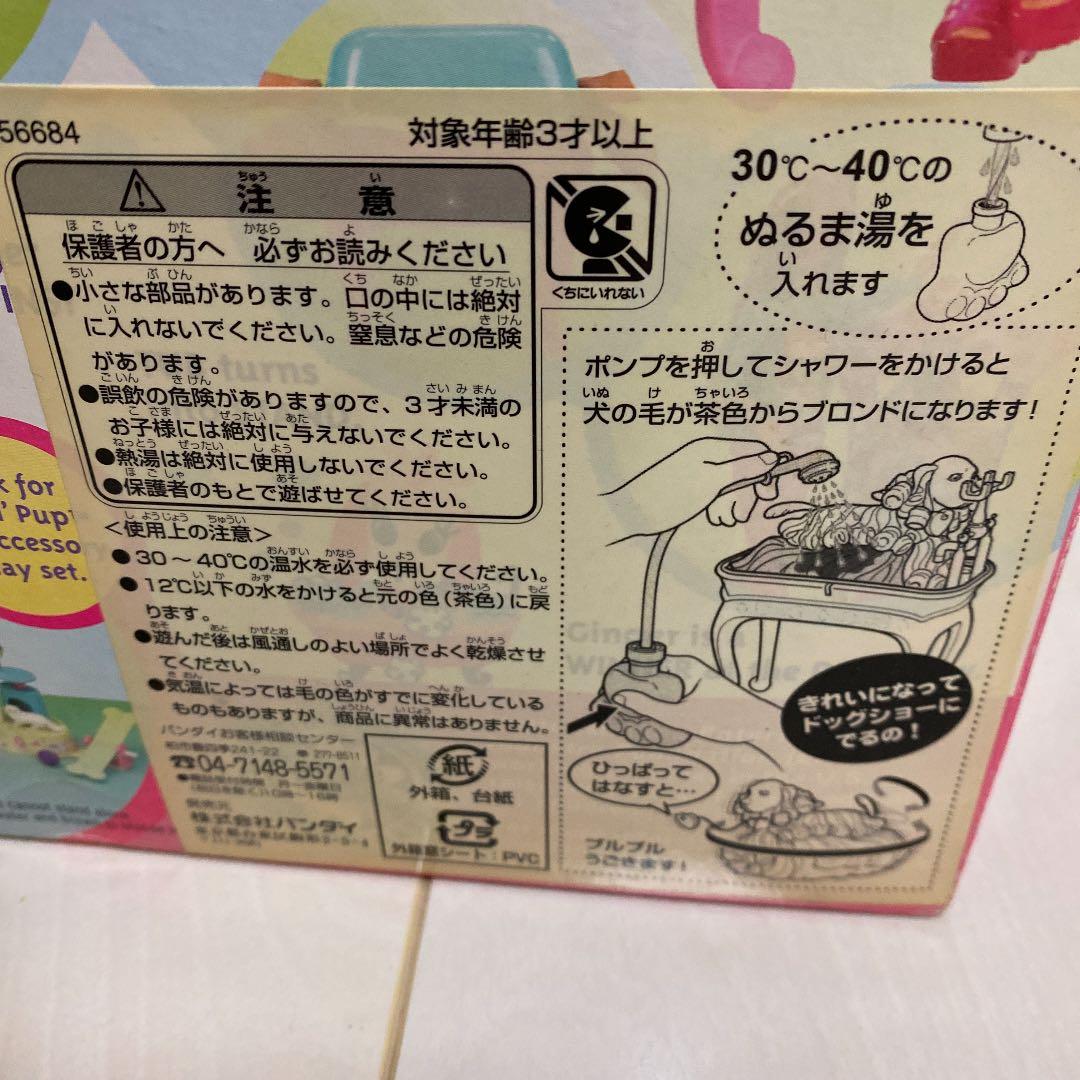 56684
対象年齢3才以上
注意
保護者の方へ 必ずお読みください
●小さな部品があります。口の中には絶対
に入れないでください。窒息などの危険
があります。
●誤飲の危険がありますので、3才未満の
お子様には絶対に与えないでください。
●熱湯は絶対に使用しないでください。
●保護者のもとで遊ばせてください。
くちにいれない
<使用上の注意>
●30～40℃の温水を必ず使用してください。
●12℃以下の水をかけると元の色(茶色)に戻
ります。
●遊んだ後は風通しのよい場所でよく乾燥させ
てください。
●気温によっては毛の色がすでに変化している
ものもありますが、商品に異常はありません。
バンダイお客様相談センター
241-22 277-8511
☎04-7148-5571
発売元
株式会社バンダイ
紙
外箱、台紙
プラ
外箱窓シート：PVC
30℃～40℃の
ぬるま湯を
入れます
ポンプを押してシャワーをかけると
犬の毛が茶色からブロンドになります!
きれいになって
ドッグショーに
でるの!
ひっぱって
はなすと…
ブルブル
うごきます!
turns
k for
' Pup
ccesso
ay set.
Ginger is a